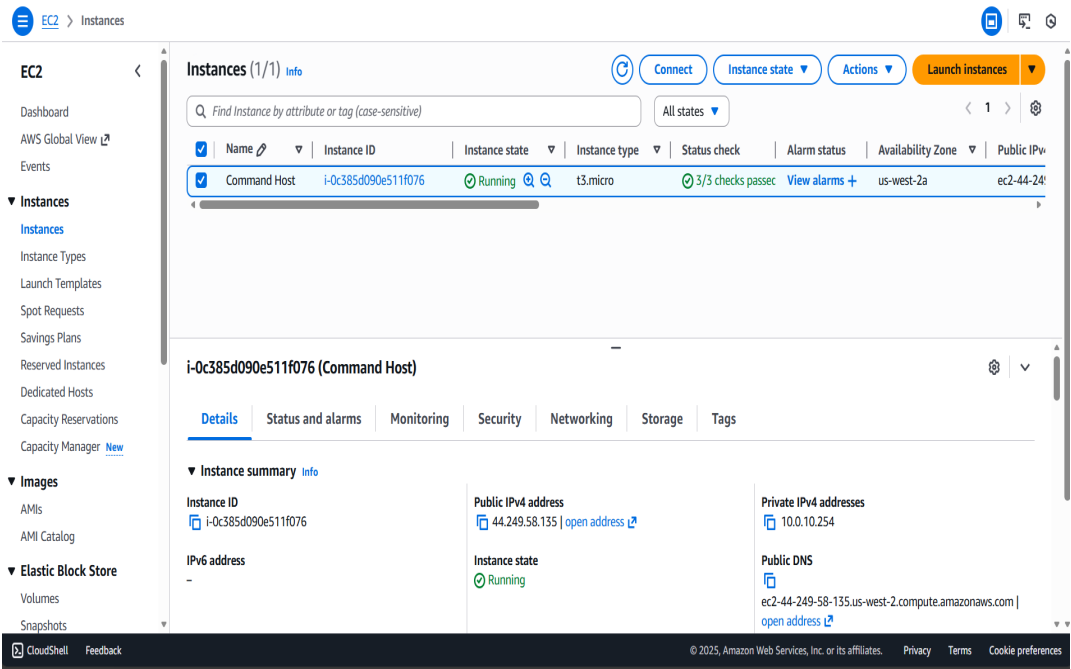 EC2 > Instances
EC2
Dashboard
AWS Global View
Events
Instances
Instances
Instance Types
Launch Templates
Spot Requests
Savings Plans
Reserved Instances
Dedicated Hosts
Capacity Reservations
Capacity Manager New
Images
AMIs
AMI Catalog
Elastic Block Store
Volumes
Snapshots
Instances (1/1) Info
Connect
Instance state
Actions
Launch instances
Find Instance by attribute or tag (case-sensitive)
All states
1
Name Instance ID Instance state Instance type Status check Alarm status Availability Zone Public IPv
Command Host i-0c385d090e511f076 Running t3.micro 3/3 checks passec View alarms + us-west-2a ec2-44-249
i-0c385d090e511f076 (Command Host)
Details Status and alarms Monitoring Security Networking Storage Tags
Instance summary Info
Instance ID
i-0c385d090e511f076
Public IPv4 address
44.249.58.135 | open address
Private IPv4 addresses
10.0.10.254
IPv6 address
–
Instance state
Running
Public DNS
ec2-44-249-58-135.us-west-2.compute.amazonaws.com |
open address
CloudShell Feedback © 2025, Amazon Web Services, Inc. or its affiliates. Privacy Terms Cookie preferences